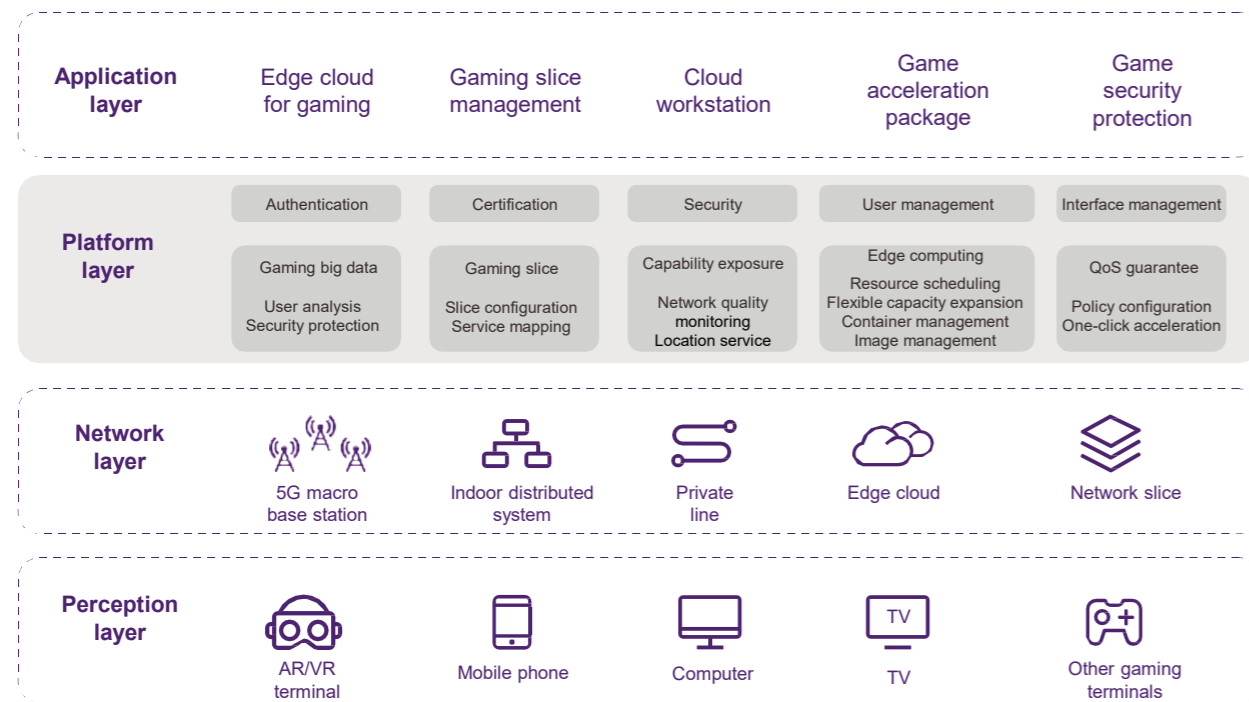 Application
layer
Edge cloud
for gaming
Gaming slice
management
Cloud
workstation
Game
acceleration
package
Game
security
protection
Platform
layer
Authentication
Certification
Security
User management
Interface management
Gaming big data
User analysis
Security protection
Gaming slice
Slice configuration
Service mapping
Capability exposure
Network quality
monitoring
Location service
Edge computing
Resource scheduling
Flexible capacity expansion
Container management
Image management
QoS guarantee
Policy configuration
One-click acceleration
Network
layer
5G macro
base station
Indoor distributed
system
Private
line
Edge cloud
Network slice
Perception
layer
AR/VR
terminal
Mobile phone
Computer
TV
TV
Other gaming
terminals